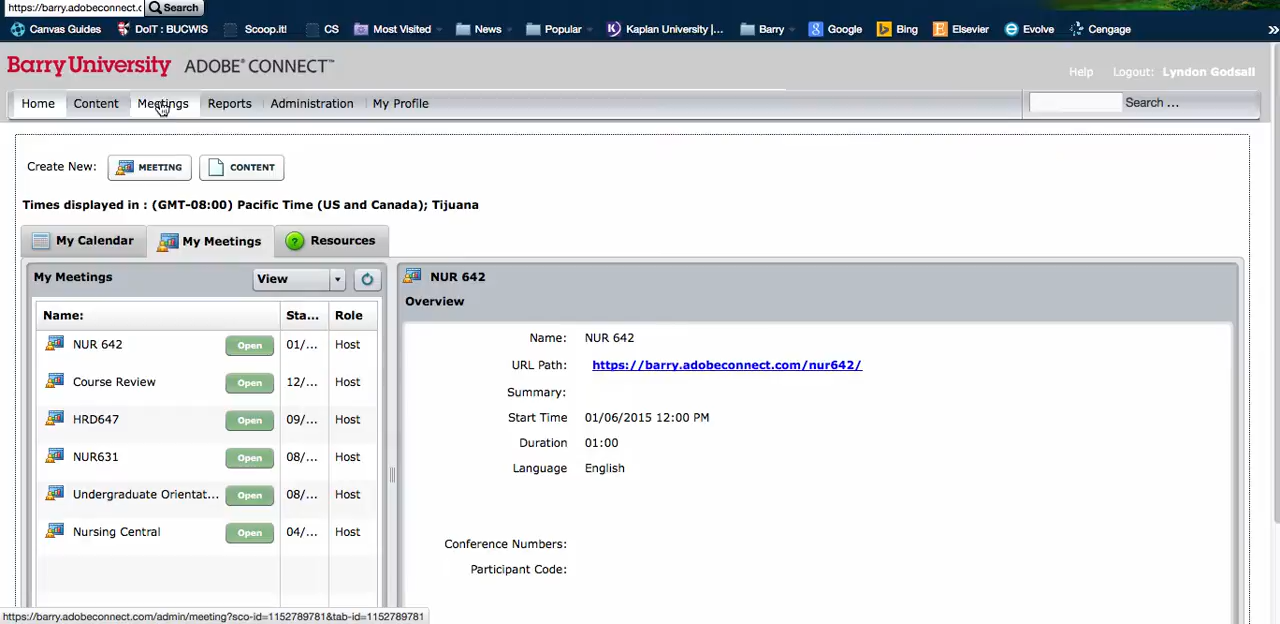 https://barry.adobeconnect.c Search
Canvas Guides DoIT : BUCWIS Scoop.It! CS Most Visited News Popular Kaplan University |... Barry Google Bing Elsevier Evolve Cengage »
Barry University ADOBE® CONNECT™
Help Logout: Lyndon Godsall
Home Content Meetings Reports Administration My Profile Search ...
Create New: MEETING CONTENT
Times displayed in : (GMT-08:00) Pacific Time (US and Canada); Tijuana
My Calendar My Meetings Resources
My Meetings View
NUR 642
Overview
Name: Sta... Role
NUR 642 Open 01/... Host
Course Review Open 12/... Host
HRD647 Open 09/... Host
NUR631 Open 08/... Host
Undergraduate Orientat... Open 08/... Host
Nursing Central Open 04/... Host
Name: NUR 642
URL Path: https://barry.adobeconnect.com/nur642/
Summary:
Start Time 01/06/2015 12:00 PM
Duration 01:00
Language English
Conference Numbers:
Participant Code:
https://barry.adobeconnect.com/admin/meeting?sco-id=1152789781&tab-id=1152789781